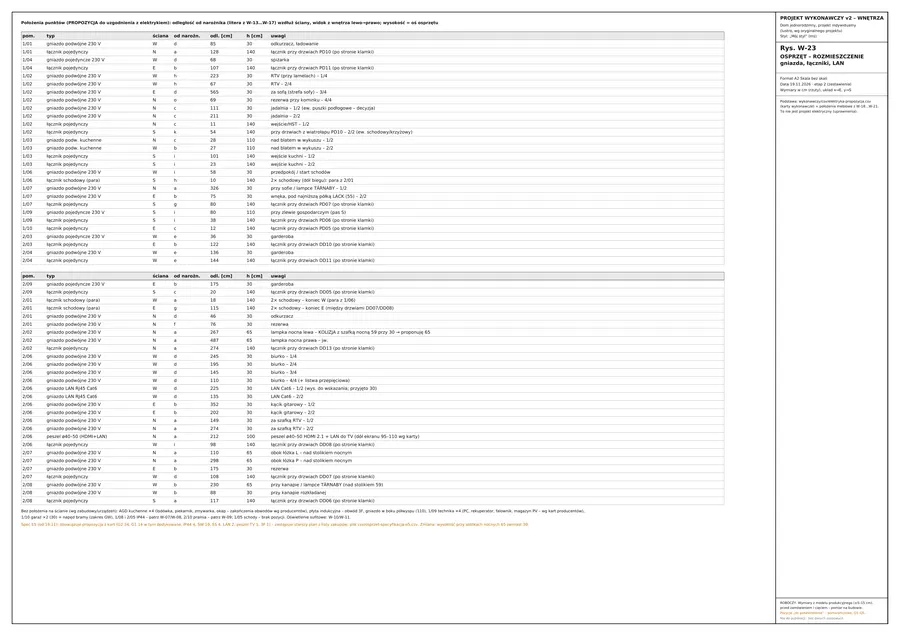 Położenia punktów (PROPOZYCJA do uzgodnienia z elektrykiem): odległość od narożnika (litera z W-13...W-17) wzdłuż ściany, widok z wnętrza lewo→prawo; wysokość = oś osprzętu
pom. typ ściana od narożn. odl. [cm] h [cm] uwagi
1/01 gniazdo podwójne 230 V W d 85 30 odkurzacz, ładowanie
1/01 łącznik pojedynczy N a 128 140 łącznik przy drzwiach PD10 (po stronie klamki)
1/04 gniazdo podwójne 230 V W d 68 30 spiżarka
1/04 łącznik pojedynczy E b 107 140 łącznik przy drzwiach PD11 (po stronie klamki)
1/02 gniazdo podwójne 230 V W h 223 30 RTV (przy lamelach) – 1/4
1/02 gniazdo podwójne 230 V W h 67 30 RTV – 2/4
1/02 gniazdo podwójne 230 V E d 565 30 za sofą (strefa sofy) – 3/4
1/02 gniazdo podwójne 230 V N o 69 30 rezerwa przy kominku – 4/4
1/02 gniazdo podwójne 230 V N c 111 30 jadalnia – 1/2 (ew. puszki podłogowe – decyzja)
1/02 gniazdo podwójne 230 V N c 211 30 jadalnia – 2/2
1/02 łącznik pojedynczy N c 11 140 wejście/HST – 1/2
1/02 łącznik pojedynczy S k 54 140 przy drzwiach z wiatrołapu PD10 – 2/2 (ew. schodowy/krzyżowy)
1/03 gniazdo podw. kuchenne N c 28 110 nad blatem w wykuszu – 1/2
1/03 gniazdo podw. kuchenne W b 27 110 nad blatem w wykuszu – 2/2
1/03 łącznik pojedynczy S i 101 140 wejście kuchni – 1/2
1/03 łącznik pojedynczy S i 23 140 wejście kuchni – 2/2
1/06 gniazdo podwójne 230 V W i 58 30 przedpokój / start schodów
1/06 łącznik schodowy (para) S h 10 140 2× schodowy (dół biegu): para z 2/01
1/07 gniazdo podwójne 230 V N a 326 30 przy sofie / lampce TÄRNABY – 1/2
1/07 gniazdo podwójne 230 V E b 75 30 wnęka, pod najniższą półką LACK (55) – 2/2
1/07 łącznik pojedynczy S g 80 140 łącznik przy drzwiach PD07 (po stronie klamki)
1/09 gniazdo pojedyncze 230 V S i 80 110 przy zlewie gospodarczym (pas S)
1/09 łącznik pojedynczy S i 38 140 łącznik przy drzwiach PD06 (po stronie klamki)
1/10 łącznik pojedynczy E c 12 140 łącznik przy drzwiach PD05 (po stronie klamki)
2/03 gniazdo pojedyncze 230 V W e 36 30 garderoba
2/03 łącznik pojedynczy E b 122 140 łącznik przy drzwiach DD10 (po stronie klamki)
2/04 gniazdo pojedyncze 230 V W e 136 30 garderoba
2/04 łącznik pojedynczy W e 144 140 łącznik przy drzwiach DD11 (po stronie klamki)
pom. typ ściana od narożn. odl. [cm] h [cm] uwagi
2/09 gniazdo pojedyncze 230 V E b 175 30 garderoba
2/09 łącznik pojedynczy S c 20 140 łącznik przy drzwiach DD05 (po stronie klamki)
2/01 łącznik schodowy (para) W a 18 140 2× schodowy – koniec W (para z 1/06)
2/01 łącznik schodowy (para) E g 115 140 2× schodowy – koniec E (między drzwiami DD07/DD08)
2/01 gniazdo podwójne 230 V N d 46 30 odkurzacz
2/01 gniazdo podwójne 230 V N f 76 30 rezerwa
2/02 gniazdo podwójne 230 V N a 267 65 lampka nocna lewa – KOLIZJA z szafką nocną 59 przy 30 → proponuję 65
2/02 gniazdo podwójne 230 V N a 487 65 lampka nocna prawa – jw.
2/02 łącznik pojedynczy N a 274 140 łącznik przy drzwiach DD13 (po stronie klamki)
2/06 gniazdo podwójne 230 V W d 245 30 biurko – 1/4
2/06 gniazdo podwójne 230 V W d 195 30 biurko – 2/4
2/06 gniazdo podwójne 230 V W d 145 30 biurko – 3/4
2/06 gniazdo podwójne 230 V W d 110 30 biurko – 4/4 (+ listwa przepięciowa)
2/06 gniazdo LAN RJ45 Cat6 W d 225 30 LAN Cat6 – 1/2 (wys. do wskazania; przyjęto 30)
2/06 gniazdo LAN RJ45 Cat6 W d 135 30 LAN Cat6 – 2/2
2/06 gniazdo podwójne 230 V E b 352 30 kącik gitarowy – 1/2
2/06 gniazdo podwójne 230 V E b 202 30 kącik gitarowy – 2/2
2/06 gniazdo podwójne 230 V N a 149 30 za szafką RTV – 1/2
2/06 gniazdo podwójne 230 V N a 274 30 za szafką RTV – 2/2
2/06 peszel ø40–50 (HDMI+LAN) N a 212 100 peszel ø40–50 HDMI 2.1 + LAN do TV (dół ekranu 95–110 wg karty)
2/06 łącznik pojedynczy W i 98 140 łącznik przy drzwiach DD08 (po stronie klamki)
2/07 gniazdo podwójne 230 V N a 110 65 obok łóżka L – nad stolikiem nocnym
2/07 gniazdo podwójne 230 V N a 298 65 obok łóżka P – nad stolikiem nocnym
2/07 gniazdo podwójne 230 V E b 175 30 rezerwa
2/07 łącznik pojedynczy W d 108 140 łącznik przy drzwiach DD07 (po stronie klamki)
2/08 gniazdo podwójne 230 V W b 230 65 przy kanapie / lampce TÄRNABY (nad stolikiem 59)
2/08 gniazdo podwójne 230 V W b 88 30 przy kanapie rozkładanej
2/08 łącznik pojedynczy S a 117 140 łącznik przy drzwiach DD06 (po stronie klamki)
PROJEKT WYKONAWCZY v2 – WNĘTRZA
Dom jednorodzinny, projekt indywidualny
Rys. W-23
OSPRZĘT – ROZMIESZCZENIE
gniazda, łączniki, LAN